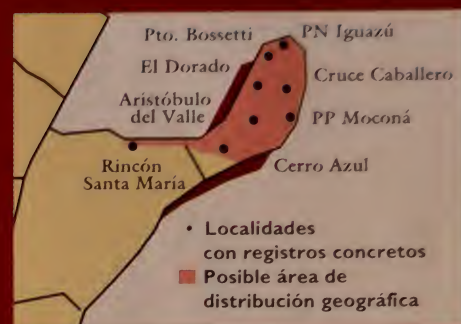 Pto. Bossetti
PN Iguazú
El Dorado
Cruce Caballero
Aristóbulo
del Valle
PP Moconá
Rincón
Santa María
Cerro Azul
• Localidades
con registros concretos
Posible área de
distribución geográfica